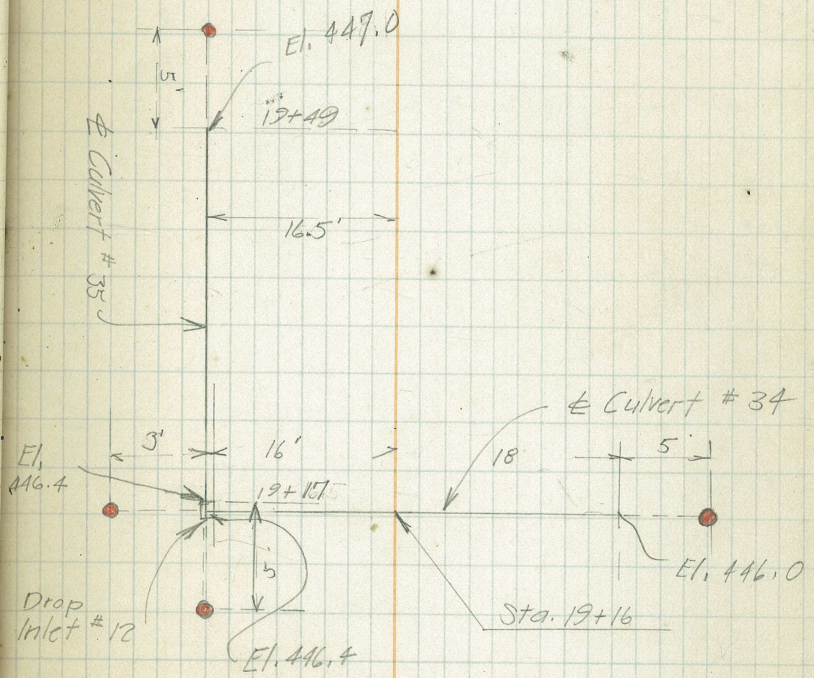 El. 447.0
5'
19+49
16.5'
℄ Culvert # 35
℄ Culvert # 34
3'
16'
18
5'
El.
446.4
19+17
5'
El. 446.0
Drop
Inlet # 12
Sta. 19+16
El. 446.4